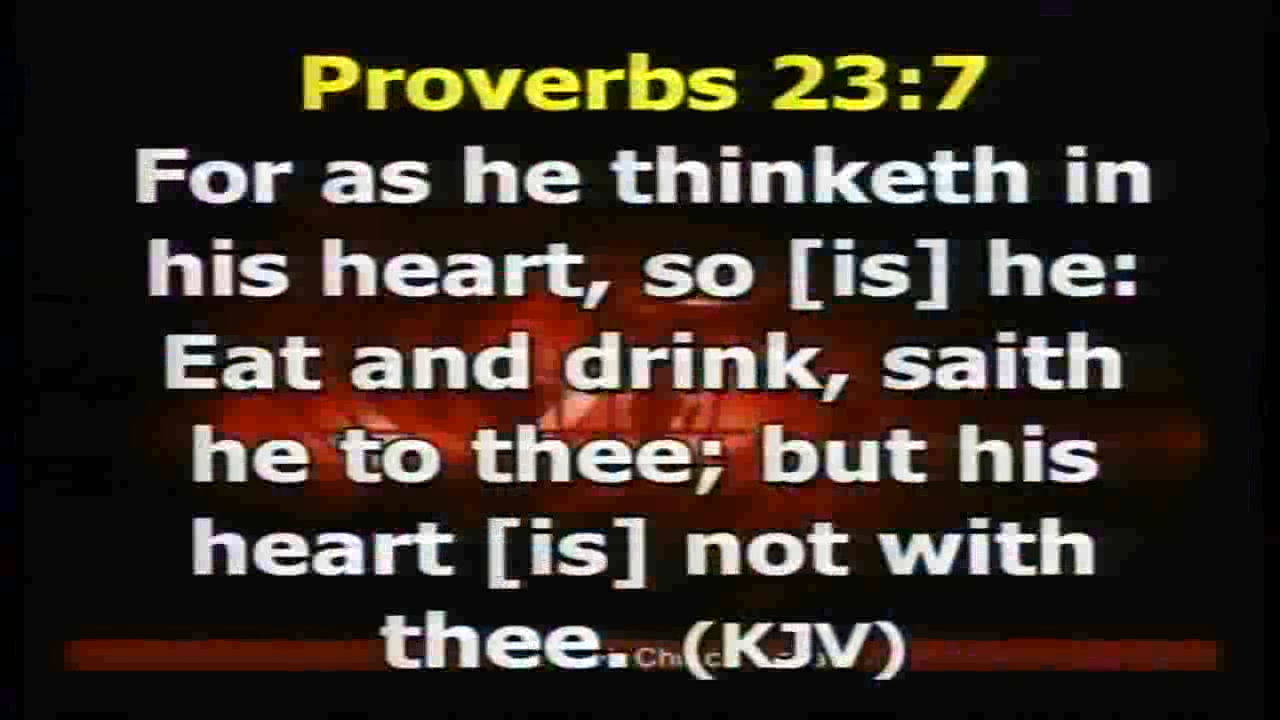 Proverbs 23:7
For as he thinketh in
his heart, so [is] he:
Eat and drink, saith
he to thee; but his
heart [is] not with
thee. (KJV)